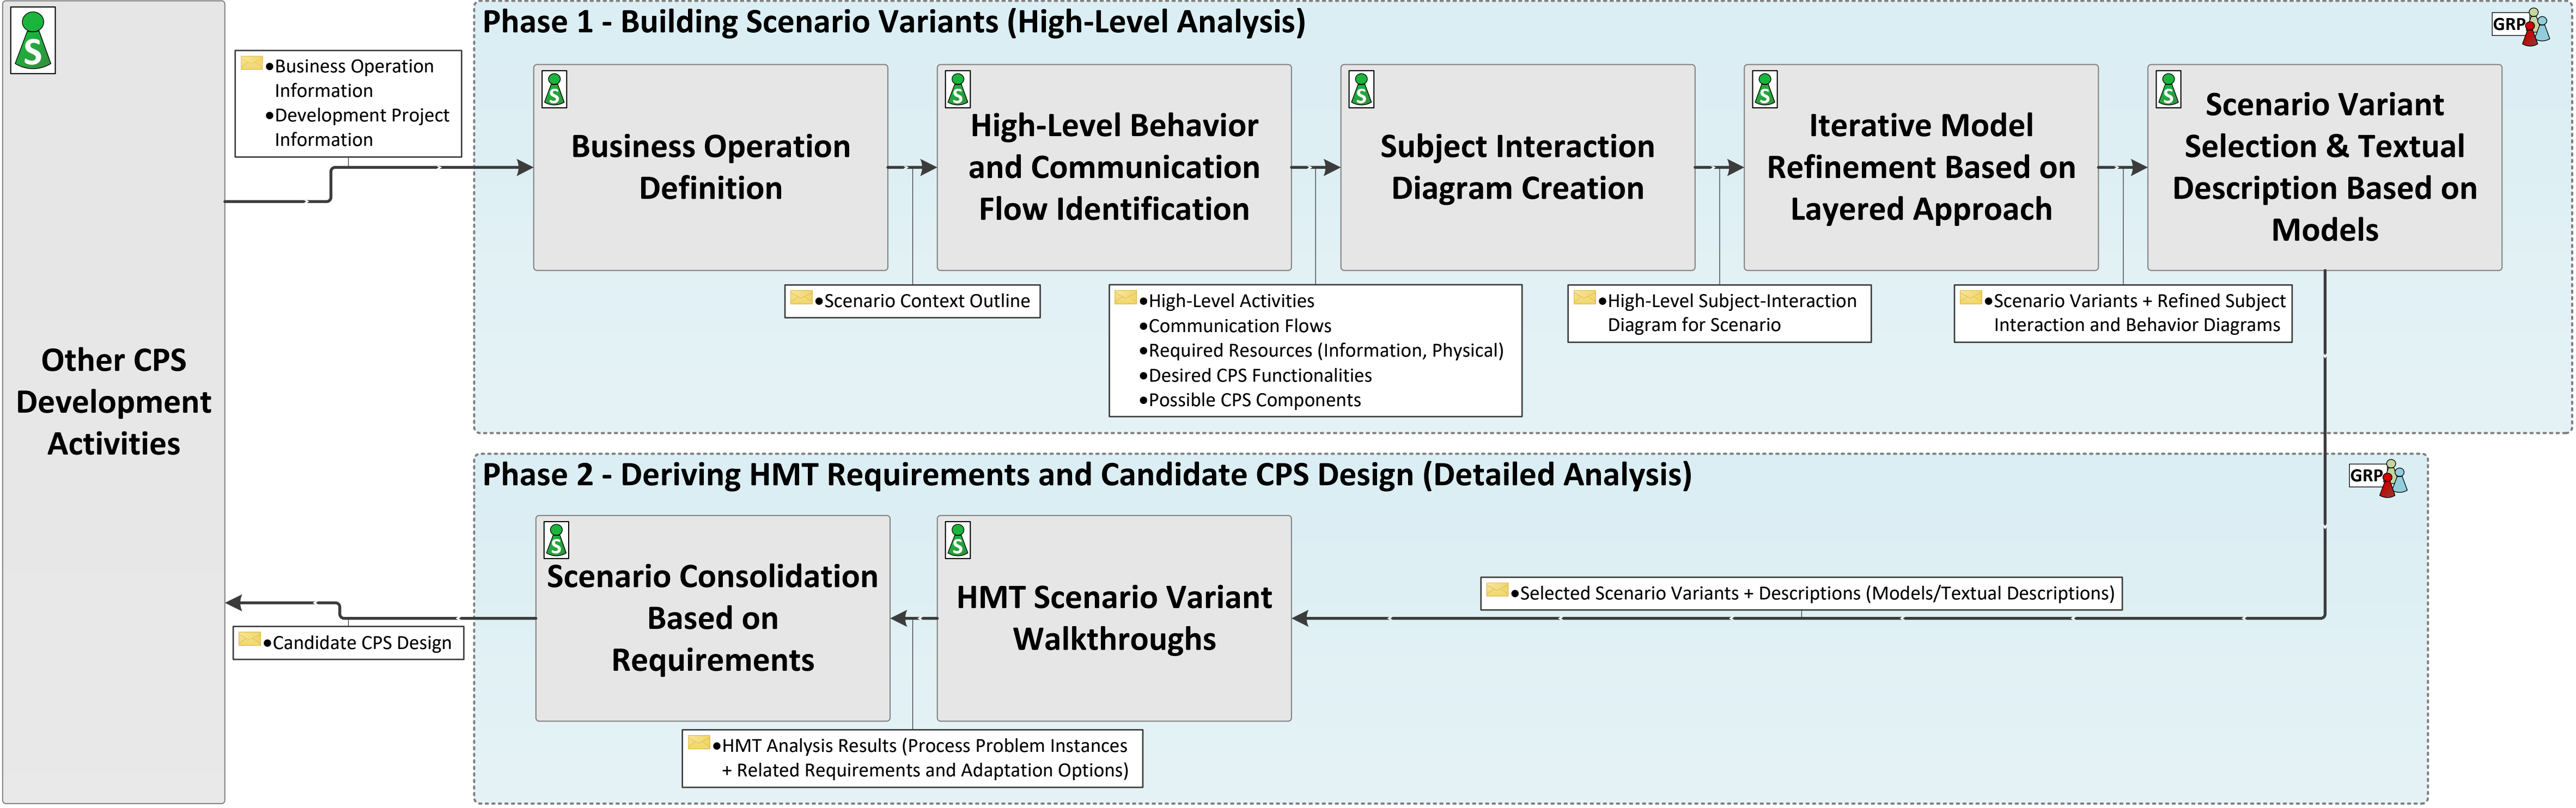 S
Other CPS
Development
Activities
•Business Operation
Information
•Development Project
Information
Phase 1 - Building Scenario Variants (High-Level Analysis)
GRP
S
Business Operation
Definition
•Scenario Context Outline
S
High-Level Behavior
and Communication
Flow Identification
•High-Level Activities
•Communication Flows
•Required Resources (Information, Physical)
•Desired CPS Functionalities
•Possible CPS Components
S
Subject Interaction
Diagram Creation
•High-Level Subject-Interaction
Diagram for Scenario
S
Iterative Model
Refinement Based on
Layered Approach
•Scenario Variants + Refined Subject
Interaction and Behavior Diagrams
S
Scenario Variant
Selection & Textual
Description Based on
Models
Phase 2 - Deriving HMT Requirements and Candidate CPS Design (Detailed Analysis)
GRP
•Selected Scenario Variants + Descriptions (Models/Textual Descriptions)
S
HMT Scenario Variant
Walkthroughs
•HMT Analysis Results (Process Problem Instances
+ Related Requirements and Adaptation Options)
S
Scenario Consolidation
Based on
Requirements
•Candidate CPS Design